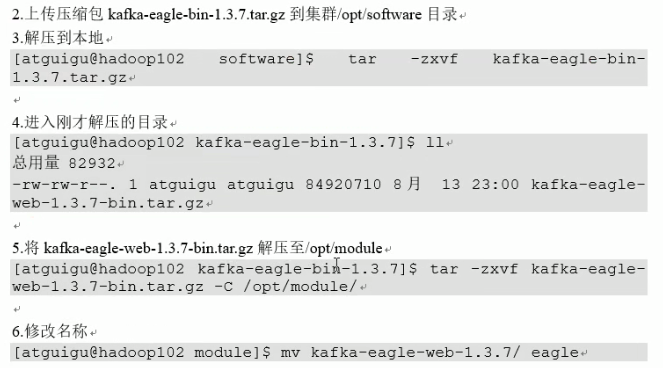 2.上传压缩包 kafka-eagle-bin-1.3.7.tar.gz 到集群/opt/software 目录
3.解压到本地
[atguigu@hadoop102 software]$ tar -zxvf kafka-eagle-bin-
1.3.7.tar.gz
4.进入刚才解压的目录
[atguigu@hadoop102 kafka-eagle-bin-1.3.7]$ ll
总用量 82932
-rw-rw-r--. 1 atguigu atguigu 84920710 8月 13 23:00 kafka-eagle-
web-1.3.7-bin.tar.gz
5.将 kafka-eagle-web-1.3.7-bin.tar.gz 解压至/opt/module
[atguigu@hadoop102 kafka-eagle-bin-1.3.7]$ tar -zxvf kafka-eagle-
web-1.3.7-bin.tar.gz -C /opt/module/
6.修改名称
[atguigu@hadoop102 module]$ mv kafka-eagle-web-1.3.7/ eagle